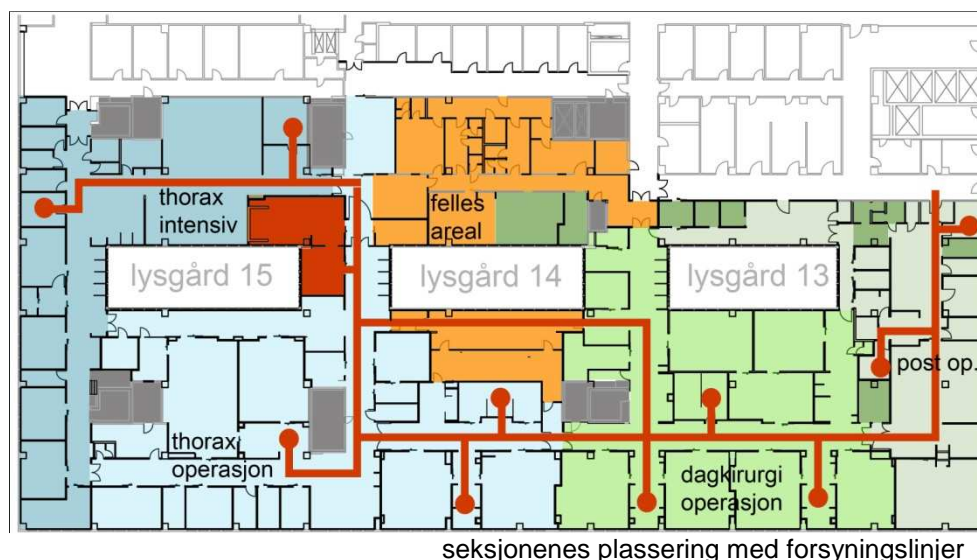 thorax
intensiv
felles
areal
lysgård 15
lysgård 14
lysgård 13
post op.
thorax
operasjon
dagkirurgi
operasjon
seksjonenes plassering med forsyningslinjer